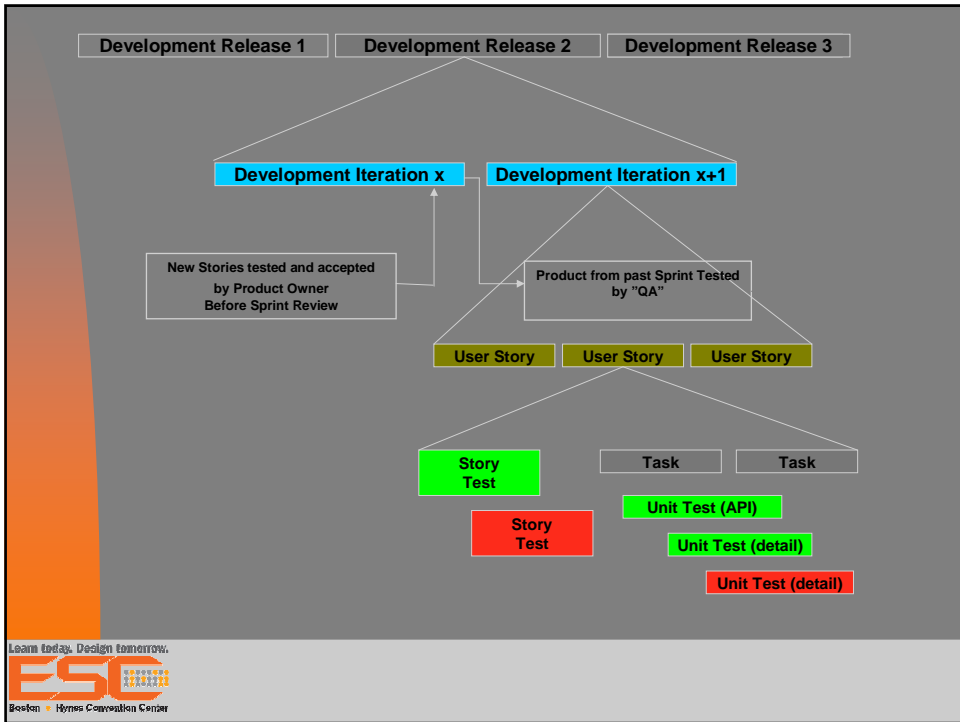 Development Release 1
Development Release 2
Development Release 3
Development Iteration x
Development Iteration x+1
New Stories tested and accepted
by Product Owner
Before Sprint Review
Product from past Sprint Tested
by ”QA”
User Story
User Story
User Story
Story
Test
Task
Task
Unit Test (API)
Story
Test
Unit Test (detail)
Unit Test (detail)
Learn today. Design tomorrow.
ESC
Boston Hynes Convention Center